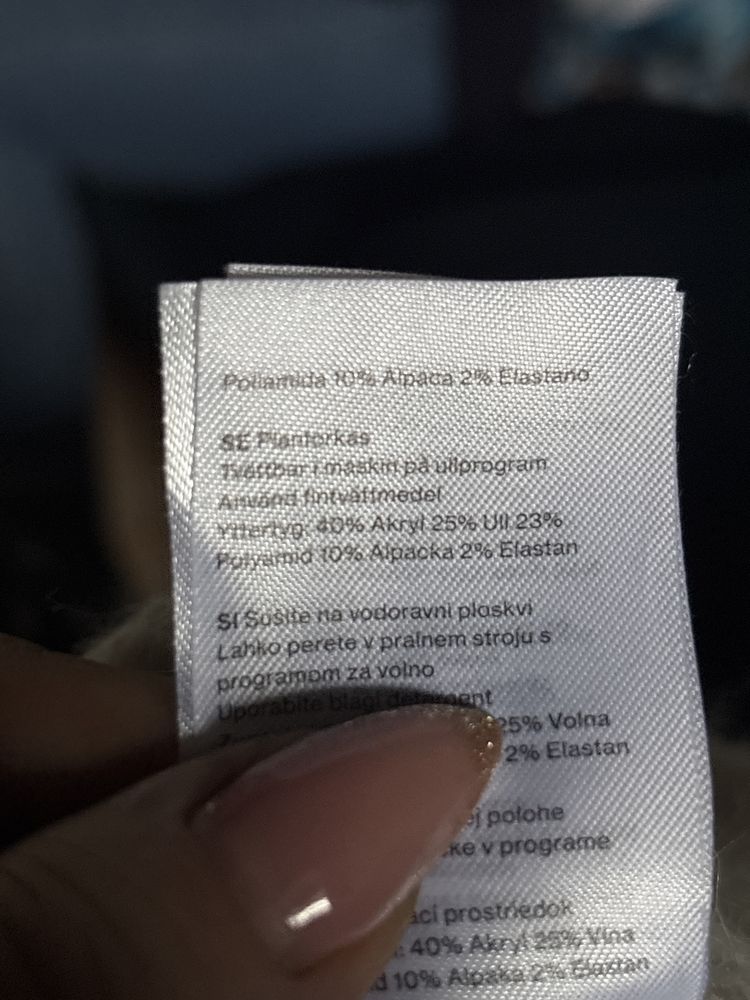 Poliamida 10% Alpaca 2% Elastano
SE Plantorkas
Tvättbar i maskin på ullprogram
Använd fintvättmedel
Yttertyg: 40% Akryl 25% Ull 23%
Polyamid 10% Alpacka 2% Elastan
SI Sušite na vodoravni ploskvi
Lahko perete v pralnem stroju s
programom za volno
Uporabite blagi detergent
25% Volna
2% Elastan
polohe
v programe
prostriedok
40% Akryl 25% Vlna
10% Alpaka 2% Elastan